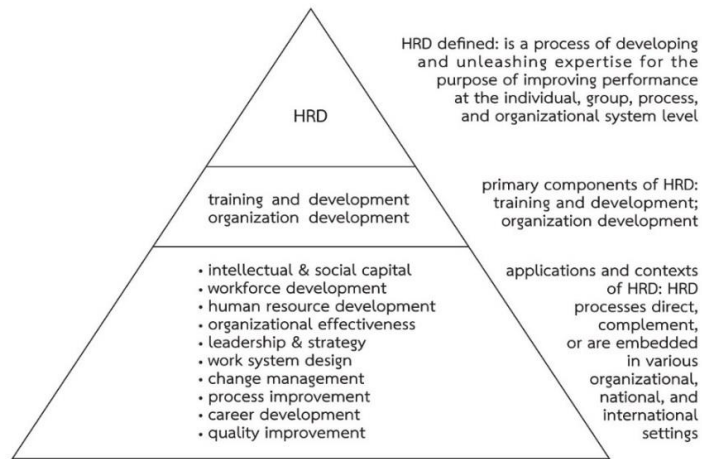 HRD defined: is a process of developing
and unleashing expertise for the
purpose of improving performance
at the individual, group, process,
and organizational system level
HRD
training and development
organization development
primary components of HRD:
training and development;
organization development
• intellectual & social capital
• workforce development
• human resource development
• organizational effectiveness
• leadership & strategy
• work system design
• change management
• process improvement
• career development
• quality improvement
applications and contexts
of HRD: HRD
processes direct,
complement,
or are embedded
in various
organizational,
national, and
international
settings